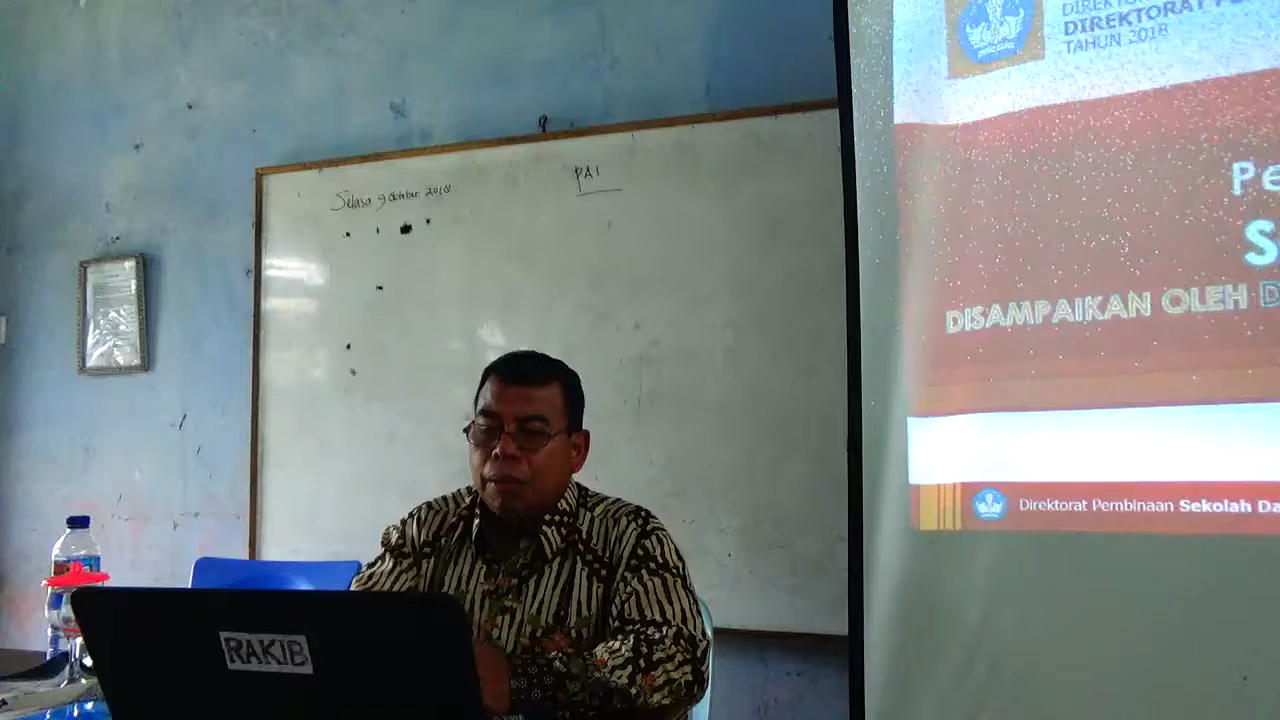 Selasa 9 Oktober 2018
PAI
RAKIB
DIREKTORAT
TAHUN 2018
Pe
S
DISAMPAIKAN OLEH D
Direktorat Pembinaan Sekolah Da